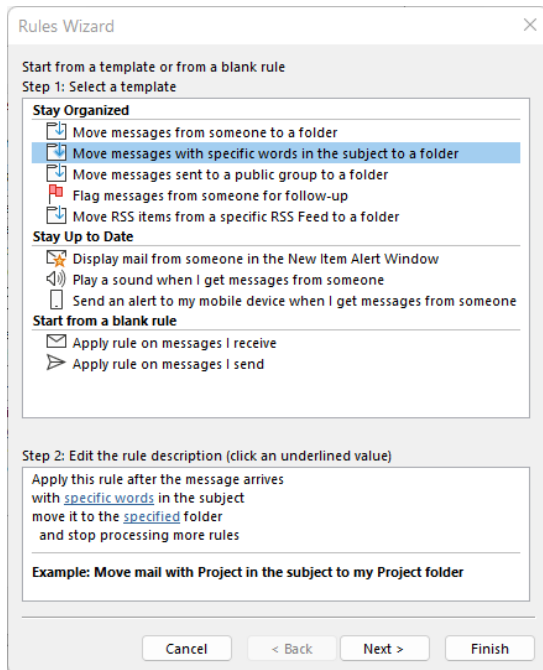 Rules Wizard
Start from a template or from a blank rule
Step 1: Select a template
Stay Organized
Move messages from someone to a folder
Move messages with specific words in the subject to a folder
Move messages sent to a public group to a folder
Flag messages from someone for follow-up
Move RSS items from a specific RSS Feed to a folder
Stay Up to Date
Display mail from someone in the New Item Alert Window
Play a sound when I get messages from someone
Send an alert to my mobile device when I get messages from someone
Start from a blank rule
Apply rule on messages I receive
Apply rule on messages I send
Step 2: Edit the rule description (click an underlined value)
Apply this rule after the message arrives
with specific words in the subject
move it to the specified folder
and stop processing more rules
Example: Move mail with Project in the subject to my Project folder
Cancel < Back Next > Finish